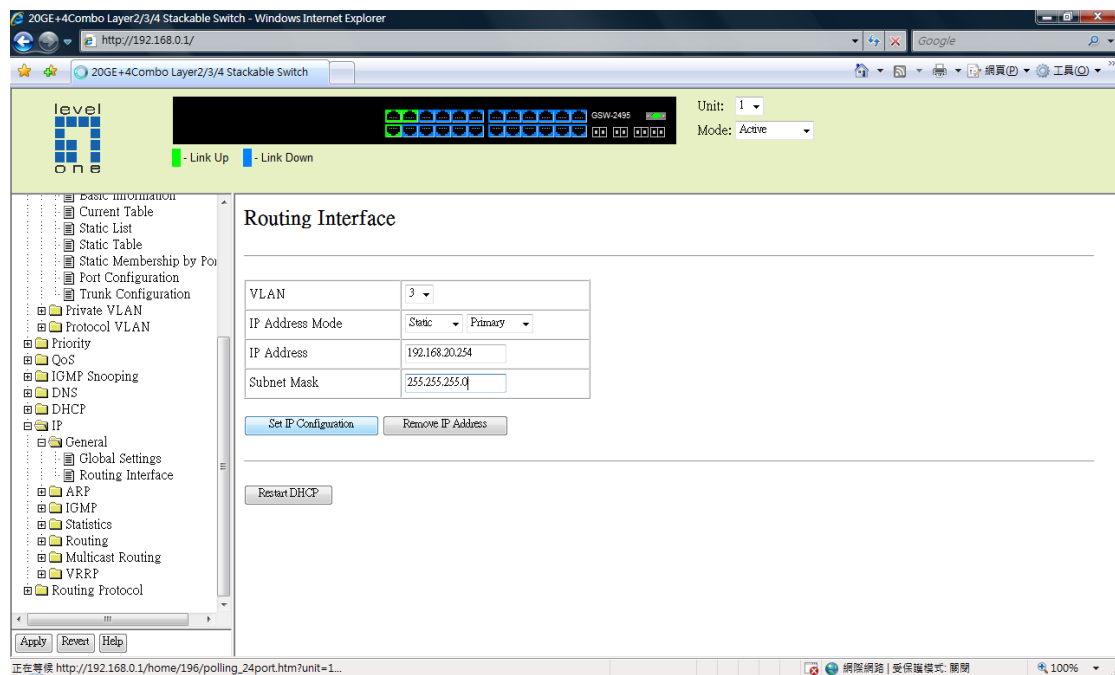 20GE+4Combo Layer2/3/4 Stackable Switch - Windows Internet Explorer
http://192.168.0.1/
Google
20GE+4Combo Layer2/3/4 Stackable Switch
網頁(P)
工具(O)
level
one
GSW-2495
Unit: 1
Mode: Active
- Link Up
- Link Down
Basic Information
Current Table
Static List
Static Table
Static Membership by Por
Port Configuration
Trunk Configuration
Private VLAN
Protocol VLAN
Priority
QoS
IGMP Snooping
DNS
DHCP
IP
General
Global Settings
Routing Interface
ARP
IGMP
Statistics
Routing
Multicast Routing
VRRP
Routing Protocol
Apply Revert Help
Routing Interface
VLAN 3
IP Address Mode Static Primary
IP Address 192.168.20.254
Subnet Mask 255.255.255.0
Set IP Configuration Remove IP Address
Restart DHCP
正在等候 http://192.168.0.1/home/196/polling_24port.htm?unit=1...
網際網路 | 受保護模式: 關閉
100%